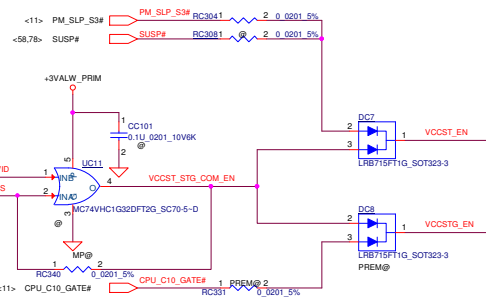 <11> PM_SLP_S3# PM_SLP_S3# RC304 1 2 0_0201_5%
<58,78> SUSP# SUSP# RC308 1 @ 2 0_0201_5%
+3VALW_PRIM
1
CC101
0.1U_0201_10V6K
2 @
DC7
2
1 VCCST_EN
3
LRB715FT1G_SOT323-3
5 UC11
VID 1 INB P
4 VCCST_STG_COM_EN
O
S 2 INA G
MC74VHC1G32DFT2G_SC70-5~D
3
@
DC8
2
1 VCCSTG_EN
3
LRB715FT1G_SOT323-3
PREM@
MP@
1 2
RC340 0_0201_5%
<11> CPU_C10_GATE# CPU_C10_GATE# 1 PREM@ 2
RC331 0_0201_5%